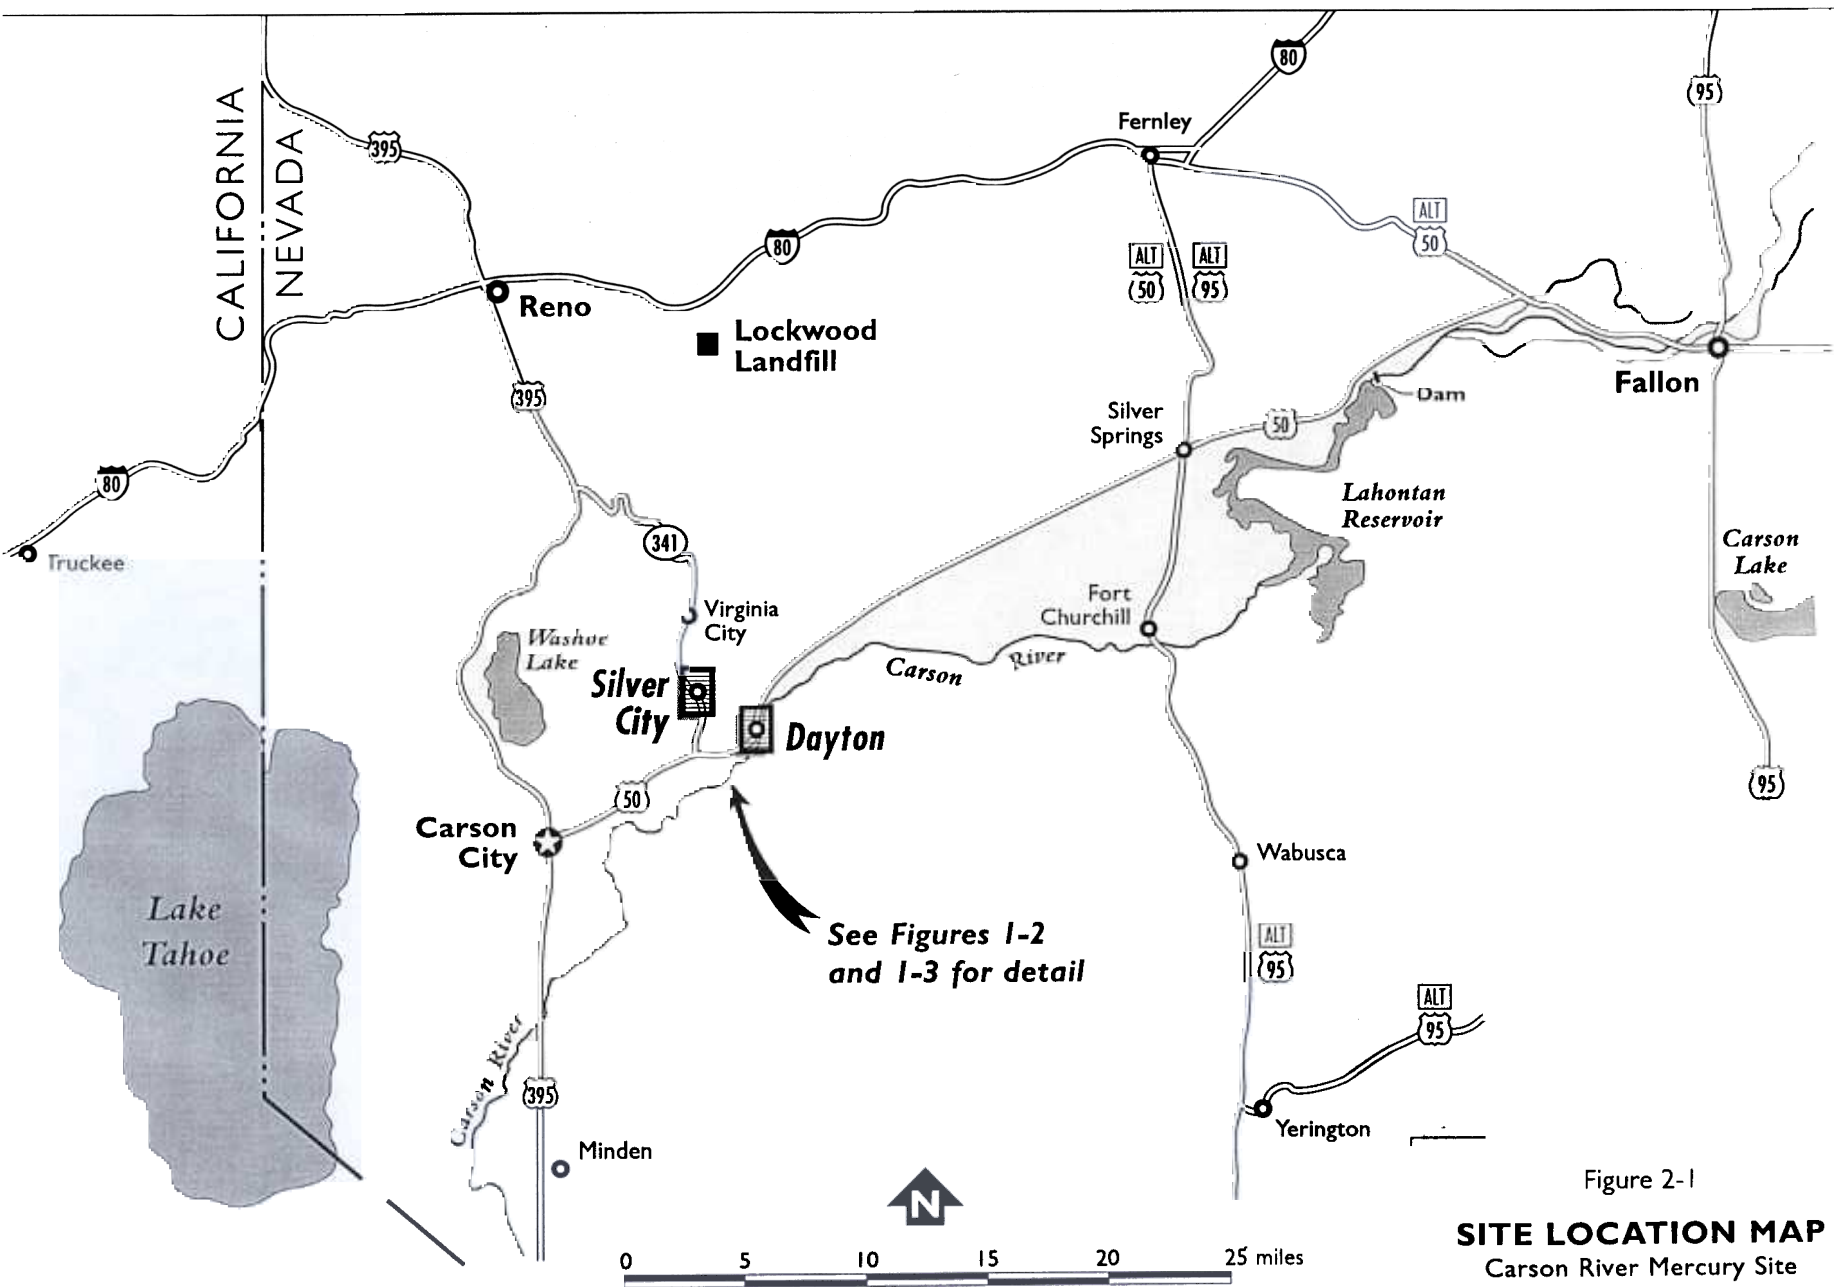 80
95
CALIFORNIA
NEVADA
395
Fernley
ALT
50
80
ALT
50
ALT
95
Reno
Lockwood
Landfill
Fallon
Dam
395
Silver
Springs
50
80
Lahontan
Reservoir
341
Carson
Lake
Truckee
Fort
Churchill
Virginia
City
Washoe
Lake
Carson
River
Silver
City
Dayton
95
50
Carson
City
Wabusca
Lake
Tahoe
See Figures 1-2
and 1-3 for detail
ALT
95
ALT
95
Carson River
395
Yerington
Minden
Figure 2-1
N
SITE LOCATION MAP
Carson River Mercury Site
0 5 10 15 20 25 miles